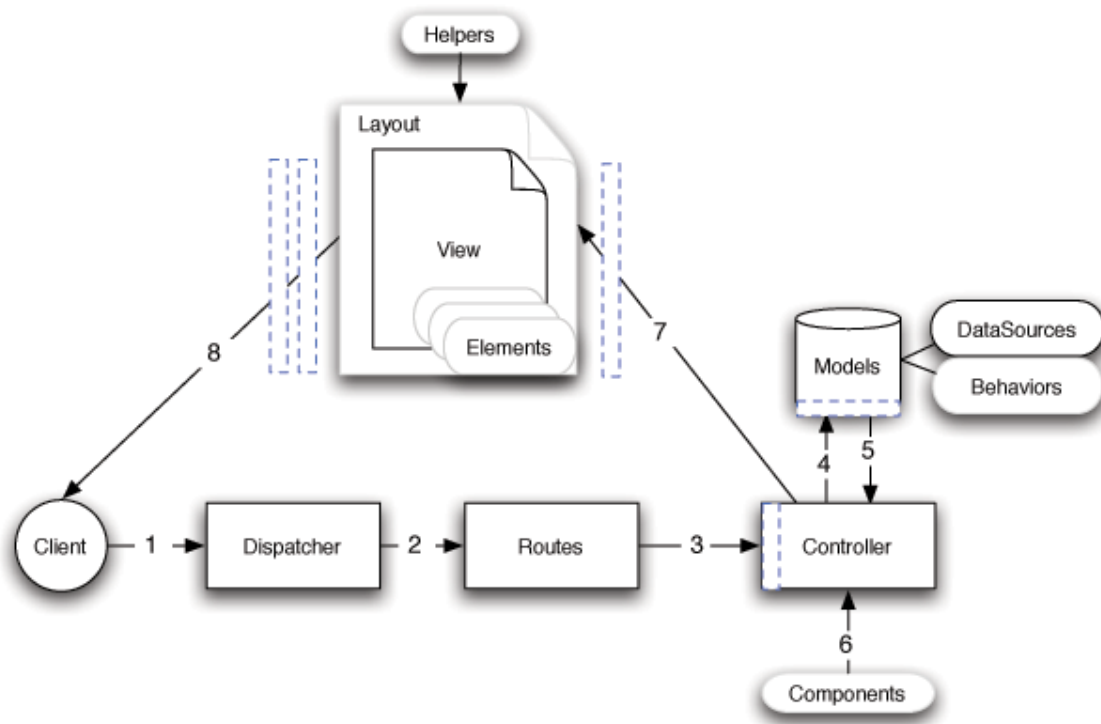 Helpers
Layout
View
Elements
8
7
DataSources
Models
Behaviors
4
5
Client
1
Dispatcher
2
Routes
3
Controller
6
Components